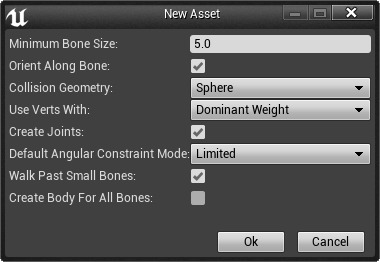 New Asset
Minimum Bone Size: 5.0
Orient Along Bone:
Collision Geometry: Sphere
Use Verts With: Dominant Weight
Create Joints:
Default Angular Constraint Mode: Limited
Walk Past Small Bones:
Create Body For All Bones:
Ok Cancel